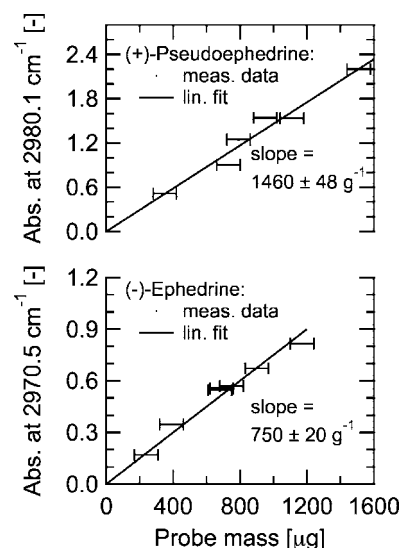 Abs. at 2980.1 cm⁻¹ [-]
2.4
1.8
1.2
0.6
0.0
(+)-Pseudoephedrine:
meas. data
lin. fit
slope =
1460 ± 48 g⁻¹
Abs. at 2970.5 cm⁻¹ [-]
1.2
0.9
0.6
0.3
0.0
(-)-Ephedrine:
meas. data
lin. fit
slope =
750 ± 20 g⁻¹
0 400 800 1200 1600
Probe mass [µg]